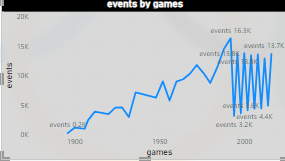 events by games
20K
events 16.3K
15K
events 13.7K
10K
events
5K
events 4.4K
events 0.2K
events 3.2K
0K
1900
1950
2000
games